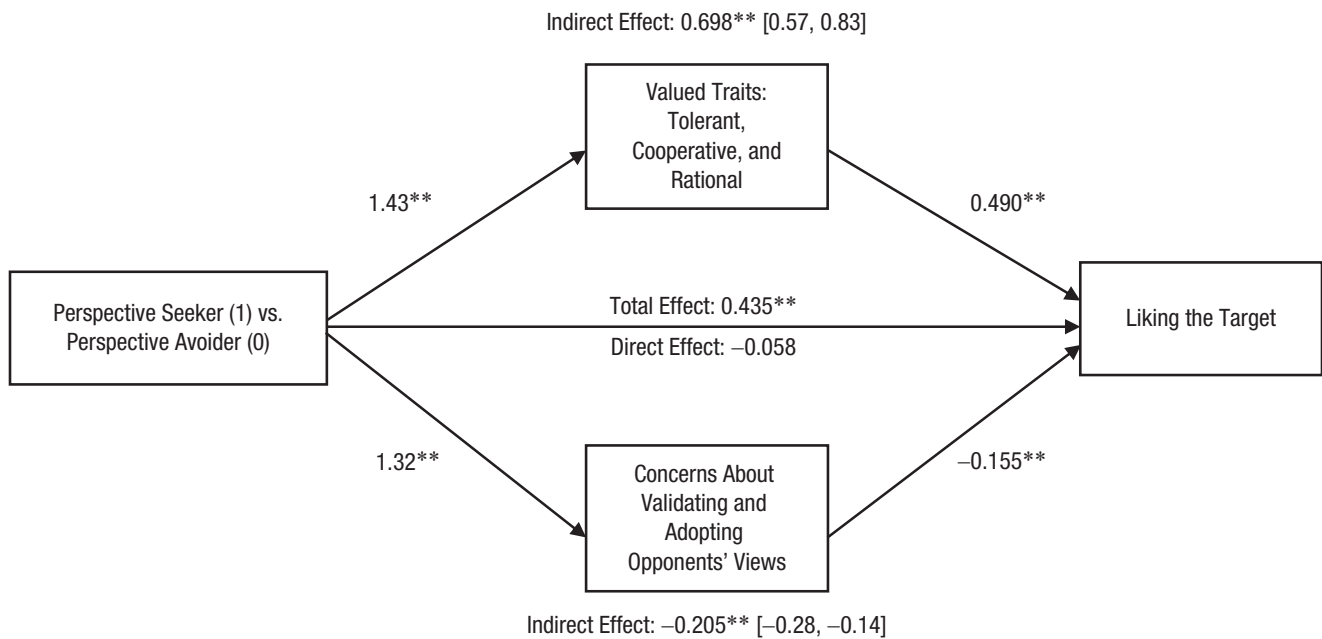 Indirect Effect: 0.698** [0.57, 0.83]
Valued Traits:
Tolerant,
Cooperative, and
Rational
1.43**
0.490**
Perspective Seeker (1) vs.
Perspective Avoider (0)
Total Effect: 0.435**
Direct Effect: –0.058
Liking the Target
1.32**
–0.155**
Concerns About
Validating and
Adopting
Opponents’ Views
Indirect Effect: –0.205** [–0.28, –0.14]